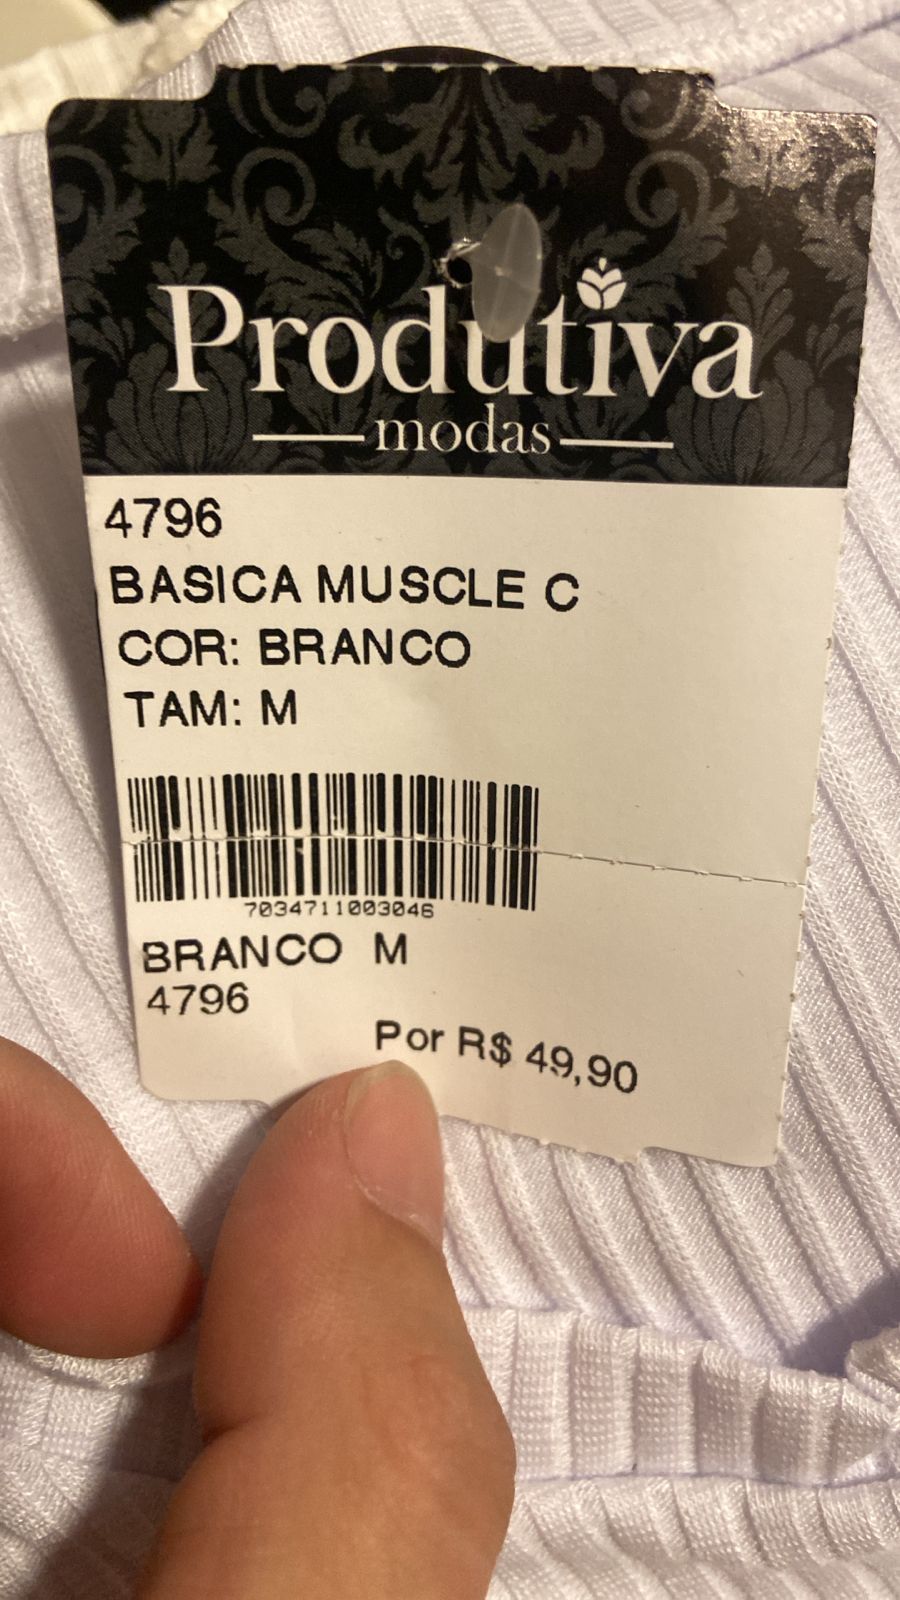 Produtiva
modas
4796
BASICA MUSCLE C
COR: BRANCO
TAM: M
7034711003046
BRANCO M
4796
Por R$ 49,90